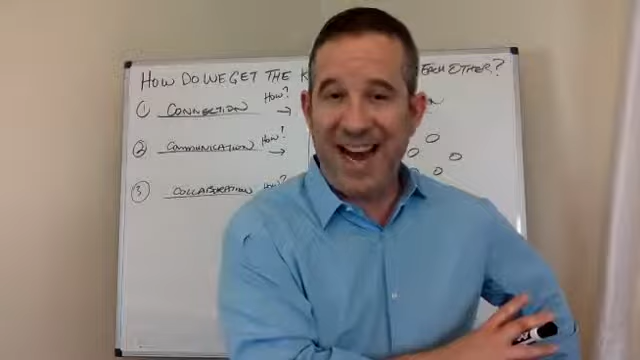 HOW DO WE GET THE K EACH OTHER?
1 CONNECTION HOW? → N
2 COMMUNICATION HOW? →
3 COLLABORATION HOW?